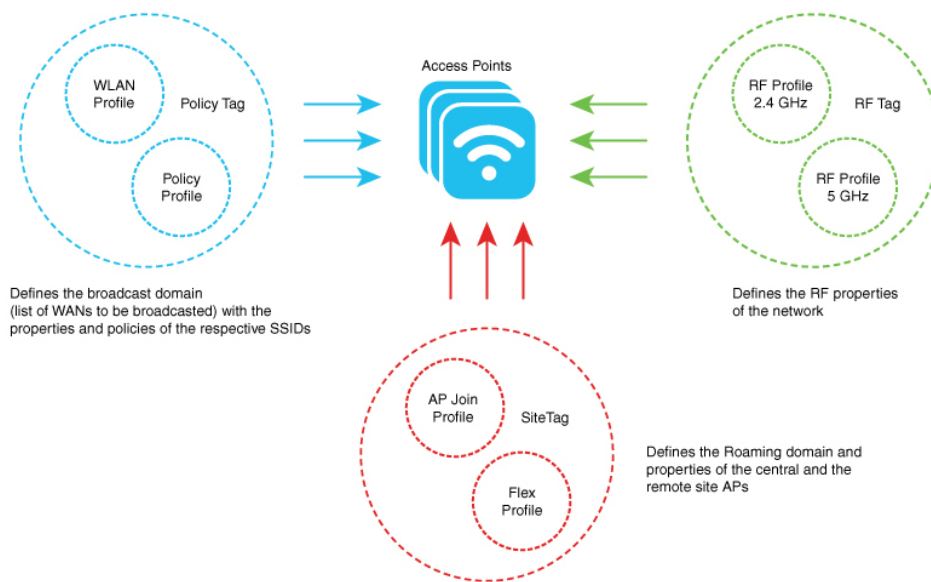 Access Points
WLAN
Profile
Policy Tag
Policy
Profile
Defines the broadcast domain
(list of WANs to be broadcasted) with the
properties and policies of the respective SSIDs
RF Profile
2.4 GHz
RF Tag
RF Profile
5 GHz
Defines the RF properties
of the network
AP Join
Profile
SiteTag
Flex
Profile
Defines the Roaming domain and
properties of the central and the
remote site APs